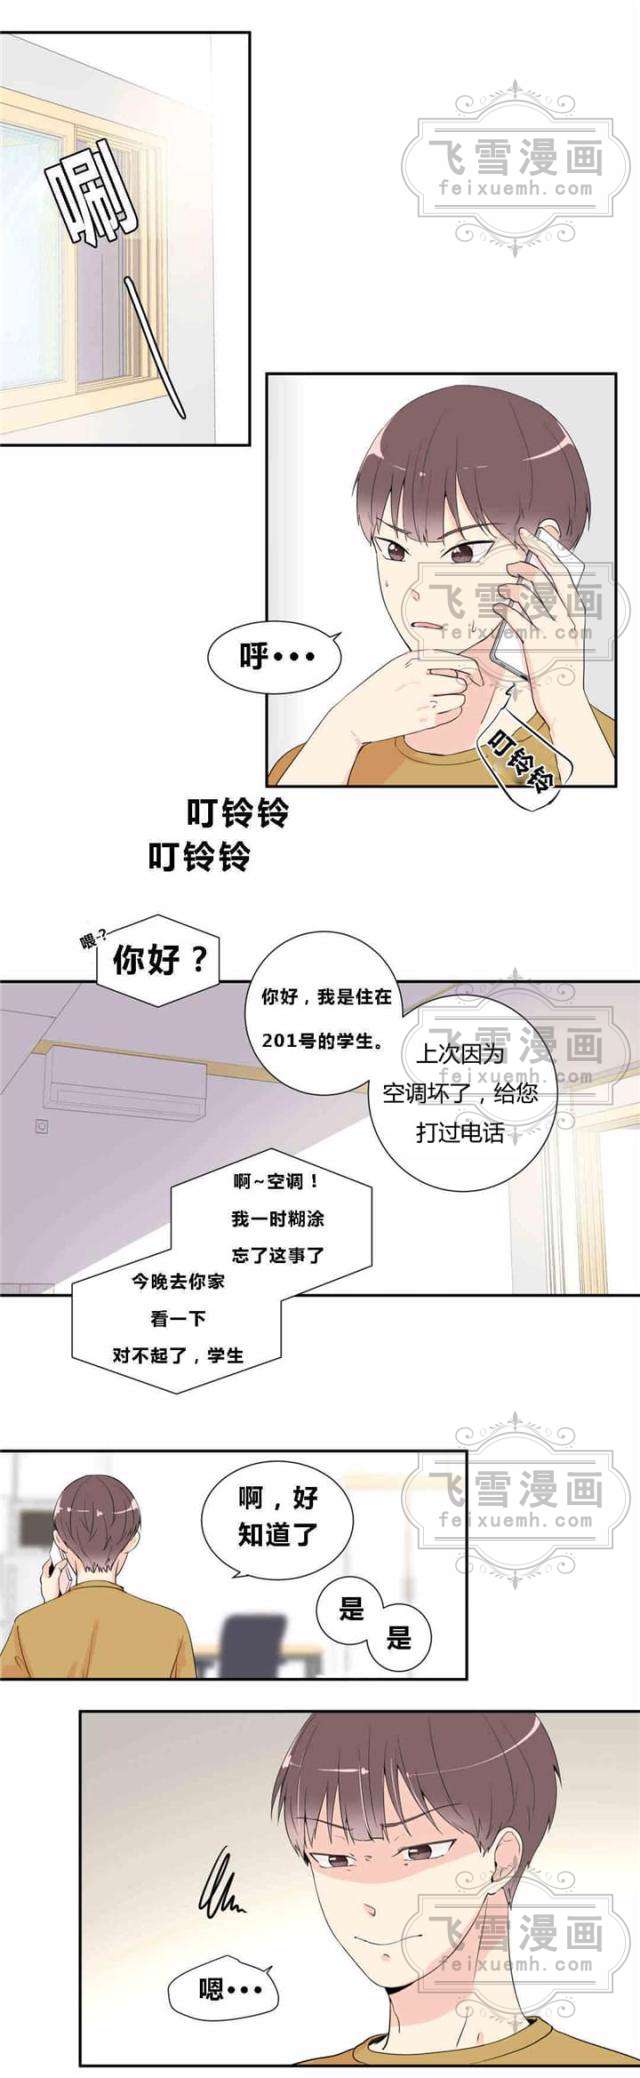 飞雪漫画
feixuemh.com
唰
飞雪漫画
feixuemh.com
呼•••
叮铃铃
叮铃铃
叮铃铃
喂?
你好？
你好，我是住在
201号的学生。
飞雪漫画
feixuemh.com
上次因为
空调坏了，给您
打过电话
啊~空调！
我一时糊涂
忘了这事了
今晚去你家
看一下
对不起了，学生
飞雪漫画
feixuemh.com
啊，好
知道了
是
是
飞雪漫画
feixuemh.com
嗯•••